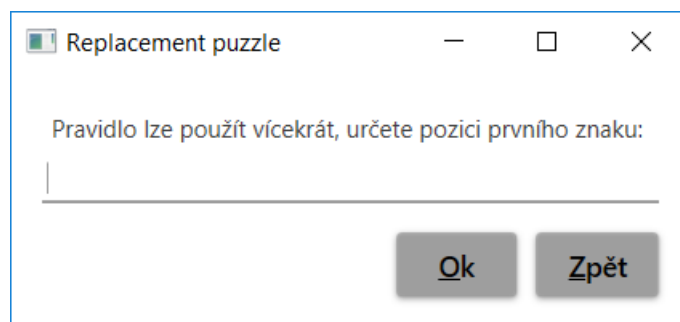 Replacement puzzle
Pravidlo lze použít vícekrát, určete pozici prvního znaku:
Ok
Zpět